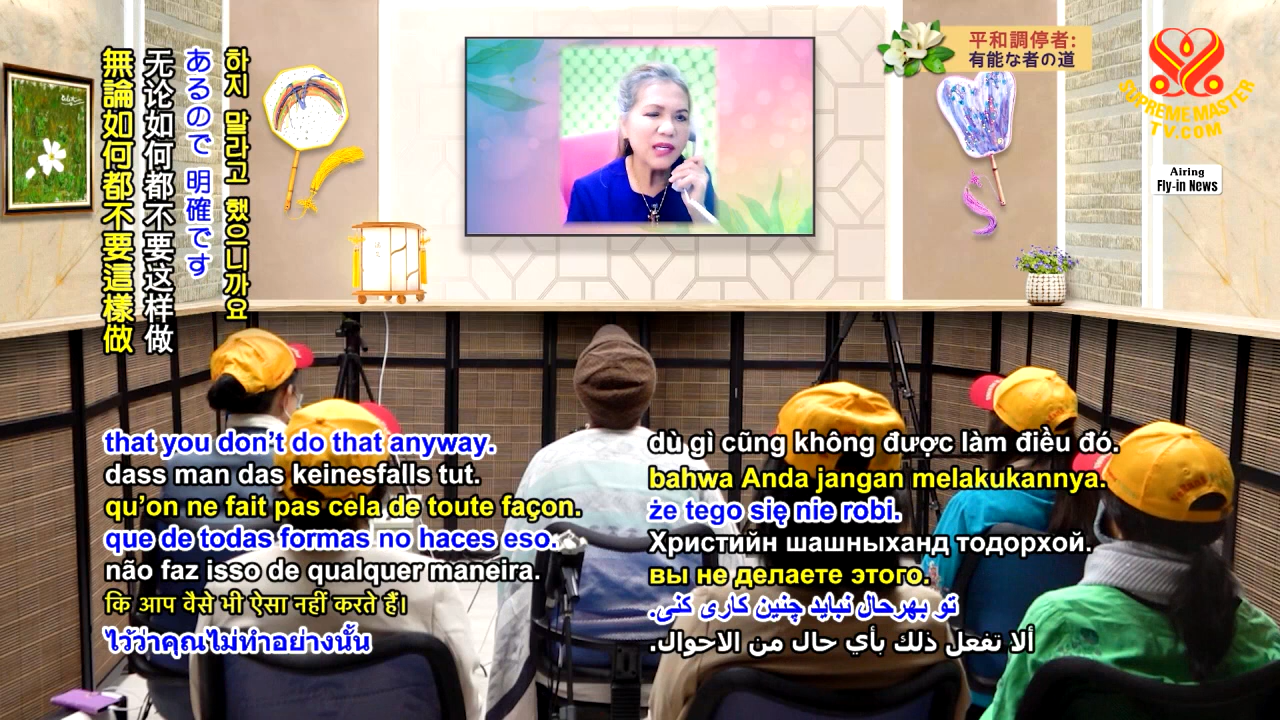 無論如何都不要這樣做
无论如何都不要这样做
あるので 明確です
하지 말라고 했으니까요
平和調停者:
有能な者の道
SUPREME MASTER
TV.COM
Airing
Fly-in News
that you don't do that anyway.
dass man das keinesfalls tut.
qu'on ne fait pas cela de toute façon.
que de todas formas no haces eso.
não faz isso de qualquer maneira.
कि आप वैसे भी ऐसा नहीं करते हैं।
ไว้ว่าคุณไม่ทำอย่างนั้น
dù gì cũng không được làm điều đó.
bahwa Anda jangan melakukannya.
że tego się nie robi.
Христийн шашныханд тодорхой.
вы не делаете этого.
تو بهرحال نباید چنین کاری کنی.
ألا تفعل ذلك بأي حال من الاحوال.